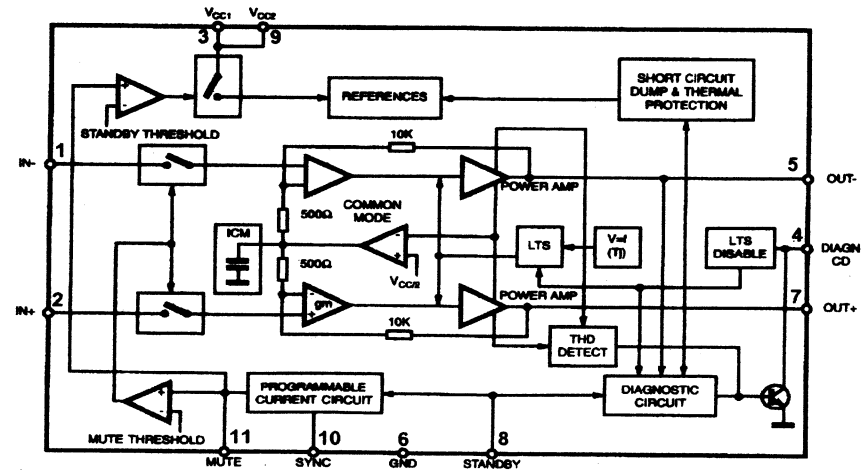 VCC1 VCC2
3 9
STANDBY THRESHOLD
REFERENCES
SHORT CIRCUIT
DUMP & THERMAL
PROTECTION
IN- 1
10K
POWER AMP
5 OUT-
500Ω
COMMON
MODE
ICM
500Ω
VCC/2
LTS
V=f
(Tj)
LTS
DISABLE
4 DIAGN
CD
IN+ 2
gm
10K
POWER AMP
7 OUT+
THD
DETECT
PROGRAMMABLE
CURRENT CIRCUIT
DIAGNOSTIC
CIRCUIT
MUTE THRESHOLD
11 10 6 8
MUTE SYNC GND STANDBY